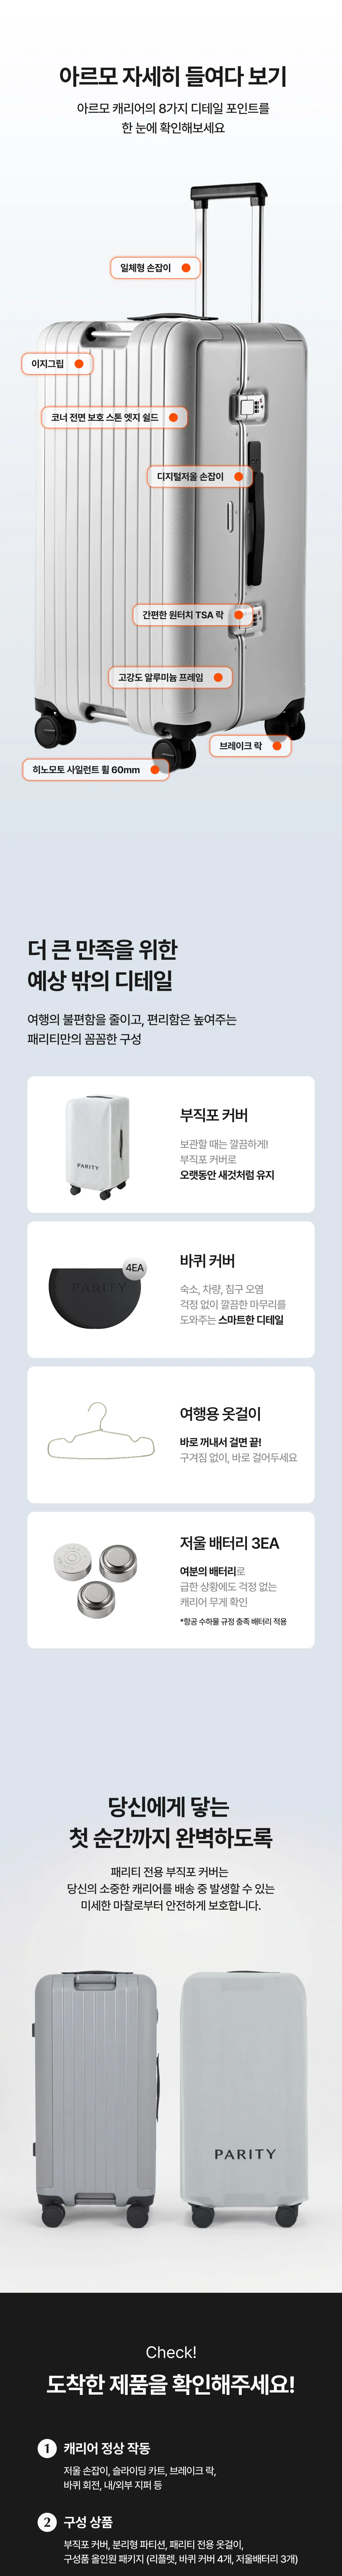 아르모 자세히 들여다 보기
아르모 캐리어의 8가지 디테일 포인트를
한 눈에 확인해보세요
일체형 손잡이
이지그립
코너 전면 보호 스톤 엣지 쉴드
디지털저울 손잡이
간편한 원터치 TSA 락
고강도 알루미늄 프레임
브레이크 락
히노모토 사일런트 휠 60mm
더 큰 만족을 위한
예상 밖의 디테일
여행의 불편함을 줄이고, 편리함은 높여주는
패리티만의 꼼꼼한 구성
PARITY
부직포 커버
보관할 때는 깔끔하게!
부직포 커버로
오랫동안 새것처럼 유지
4EA
PARITY
바퀴 커버
숙소, 차량, 침구 오염
걱정 없이 깔끔한 마무리를
도와주는 스마트한 디테일
여행용 옷걸이
바로 꺼내서 걸면 끝!
구겨짐 없이, 바로 걸어두세요
저울 배터리 3EA
여분의 배터리로
급한 상황에도 걱정 없는
캐리어 무게 확인
*항공 수하물 규정 충족 배터리 적용
당신에게 닿는
첫 순간까지 완벽하도록
패리티 전용 부직포 커버는
당신의 소중한 캐리어를 배송 중 발생할 수 있는
미세한 마찰로부터 안전하게 보호합니다.
PARITY
Check!
도착한 제품을 확인해주세요!
1 캐리어 정상 작동
저울 손잡이, 슬라이딩 카트, 브레이크 락,
바퀴 회전, 내/외부 지퍼 등
2 구성 상품
부직포 커버, 분리형 파티션, 패리티 전용 옷걸이,
구성품 올인원 패키지 (리플렛, 바퀴 커버 4개, 저울배터리 3개)